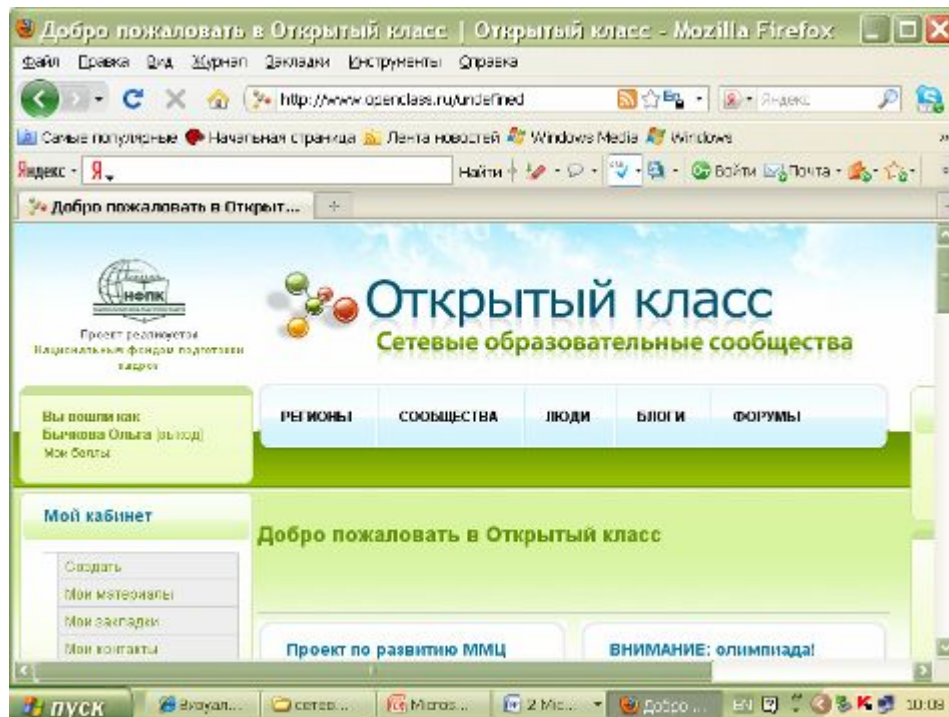 Добро пожаловать в Открытый класс | Открытый класс - Mozilla Firefox
Файл Правка Вид Журнал Закладки Инструменты Справка
http://www.openclass.ru/undefined Яндекс
Самые популярные Начальная страница Лента новостей Windows Media Windows
Яндекс Я Найти Войти Почта
Добро пожаловать в Открыт...
НФПК
Проект реализуется
Национальным фондом подготовки
кадров
Открытый класс
Сетевые образовательные сообщества
Вы вошли как
Бычкова Ольга (выход)
Мои баллы
РЕГИОНЫ СООБЩЕСТВА ЛЮДИ БЛОГИ ФОРУМЫ
Мой кабинет
Создать
Мои материалы
Мои закладки
Мои контакты
Добро пожаловать в Открытый класс
Проект по развитию ММЦ
ВНИМАНИЕ: олимпиада!
пуск Визуал... сетев... Micros... 2 Mic... Добро ... EN 10:09